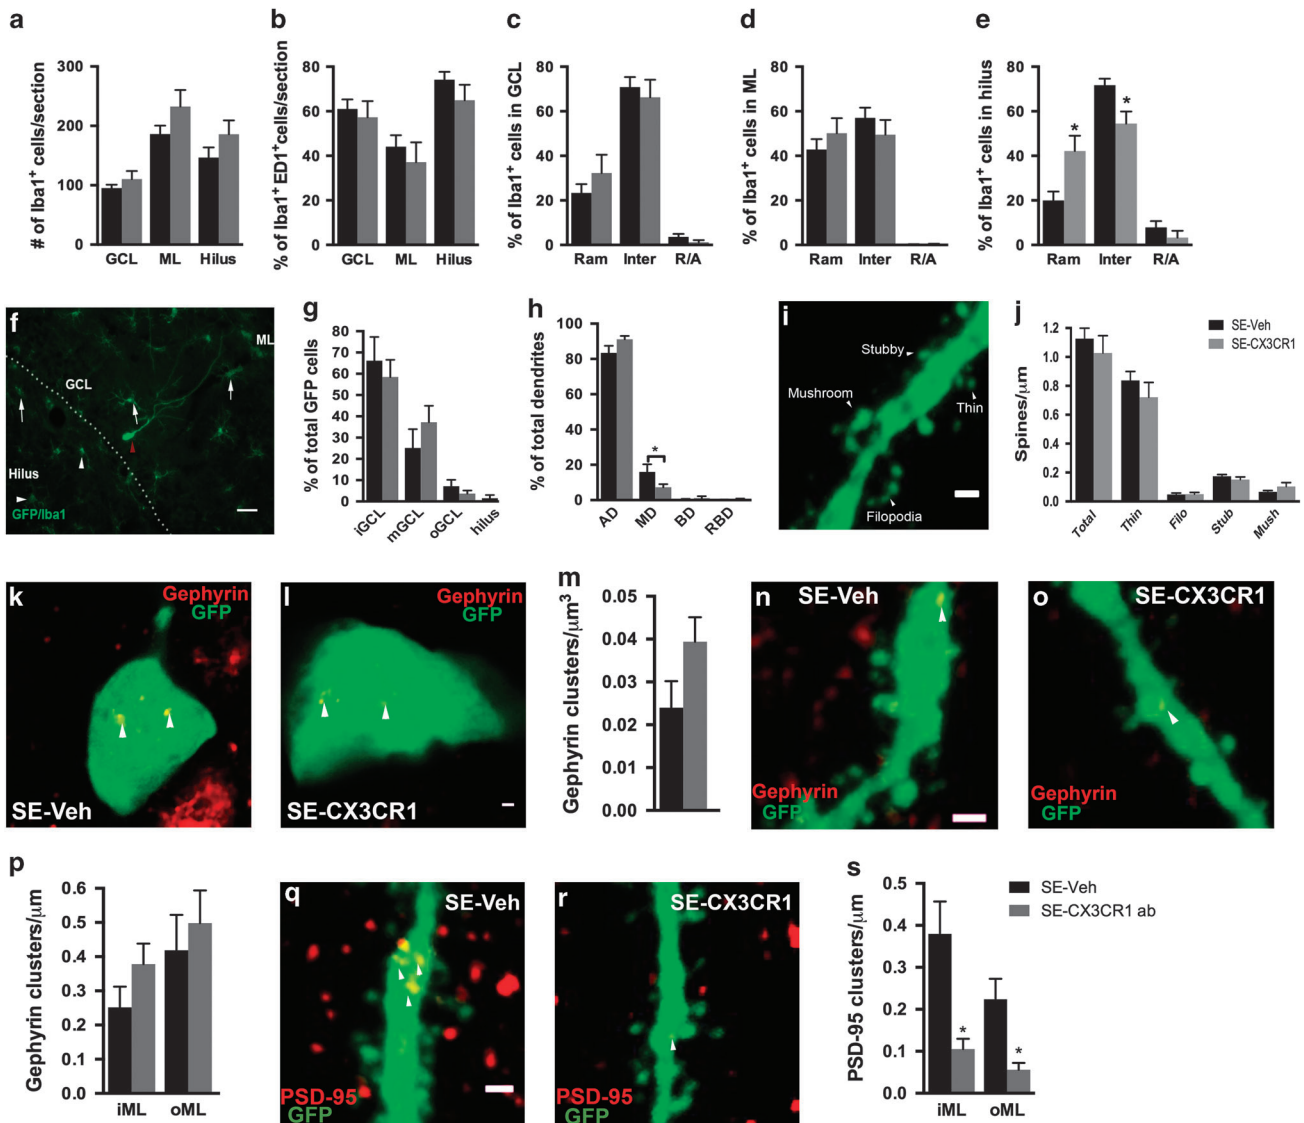 a
# of Iba1+ cells/section
300
200
100
0
GCL ML Hilus
b
% of Iba1+ ED1+cells/section
80
60
40
20
0
GCL ML Hilus
c
% of Iba1+ cells in GCL
80
60
40
20
0
Ram Inter R/A
d
% of Iba1+ cells in ML
80
60
40
20
0
Ram Inter R/A
e
% of Iba1+ cells in hilus
80
60
40
20
0
* *
Ram Inter R/A
f
ML
GCL
Hilus
GFP/Iba1
g
% of total GFP cells
80
70
60
50
40
30
20
10
0
iGCL mGCL oGCL hilus
h
% of total dendrites
100
80
60
40
20
0
*
AD MD BD RBD
i
Stubby
Mushroom
Thin
Filopodia
j
Spines/µm
1.2
1.0
0.8
0.6
0.4
0.2
0.0
SE-Veh
SE-CX3CR1
Total Thin Filo Stub Mush
k
Gephyrin
GFP
SE-Veh
l
Gephyrin
GFP
SE-CX3CR1
m
Gephyrin clusters/µm3
0.05
0.04
0.03
0.02
0.01
0.00
n
SE-Veh
Gephyrin
GFP
o
SE-CX3CR1
Gephyrin
GFP
p
Gephyrin clusters/µm
0.6
0.5
0.4
0.3
0.2
0.1
0.0
iML oML
q
SE-Veh
PSD-95
GFP
r
SE-CX3CR1
PSD-95
GFP
s
PSD-95 clusters/µm
0.5
0.4
0.3
0.2
0.1
0.0
* *
iML oML
SE-Veh
SE-CX3CR1 ab